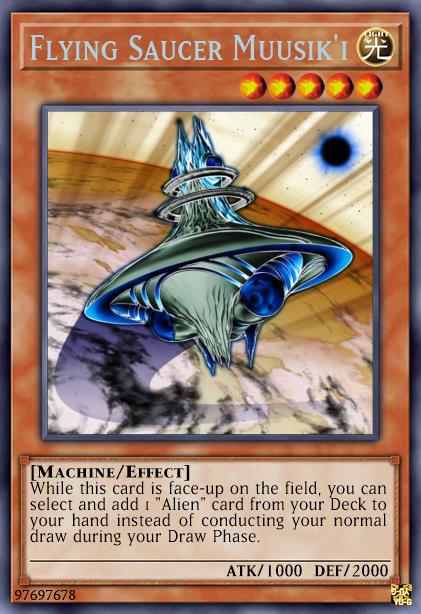 FLYING SAUCER MUUSIK'I
LIGHT
光
[MACHINE/EFFECT]
While this card is face-up on the field, you can
select and add 1 "Alien" card from your Deck to
your hand instead of conducting your normal
draw during your Draw Phase.
ATK/1000 DEF/2000
97697678